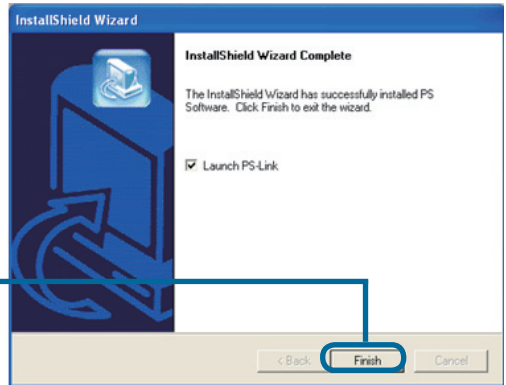 InstallShield Wizard
InstallShield Wizard Complete
The InstallShield Wizard has successfully installed PS
Software. Click Finish to exit the wizard.
Launch PS-Link
< Back
Finish
Cancel